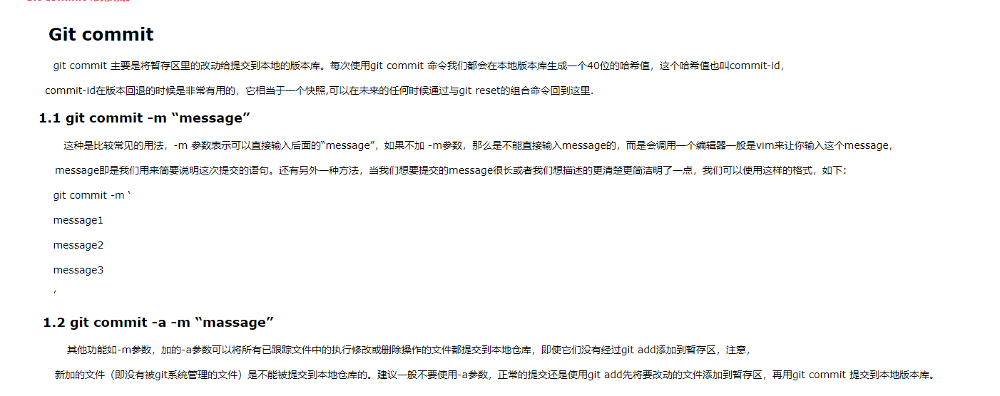 Git commit
git commit 主要是将暂存区里的改动给提交到本地的版本库。每次使用git commit 命令我们都会在本地版本库生成一个40位的哈希值，这个哈希值也叫commit-id，
commit-id在版本回退的时候是非常有用的，它相当于一个快照,可以在未来的任何时候通过与git reset的组合命令回到这里.
1.1 git commit -m “message”
这种是比较常见的用法，-m 参数表示可以直接输入后面的“message”，如果不加 -m参数，那么是不能直接输入message的，而是会调用一个编辑器一般是vim来让你输入这个message，
message即是我们用来简要说明这次提交的语句。还有另外一种方法，当我们想要提交的message很长或者我们想描述的更清楚更简洁明了一点，我们可以使用这样的格式，如下：
git commit -m ‘
message1
message2
message3
’
1.2 git commit -a -m “massage”
其他功能如-m参数，加的-a参数可以将所有已跟踪文件中的执行修改或删除操作的文件都提交到本地仓库，即使它们没有经过git add添加到暂存区，注意，
新加的文件（即没有被git系统管理的文件）是不能被提交到本地仓库的。建议一般不要使用-a参数，正常的提交还是使用git add先将要改动的文件添加到暂存区，再用git commit 提交到本地版本库。